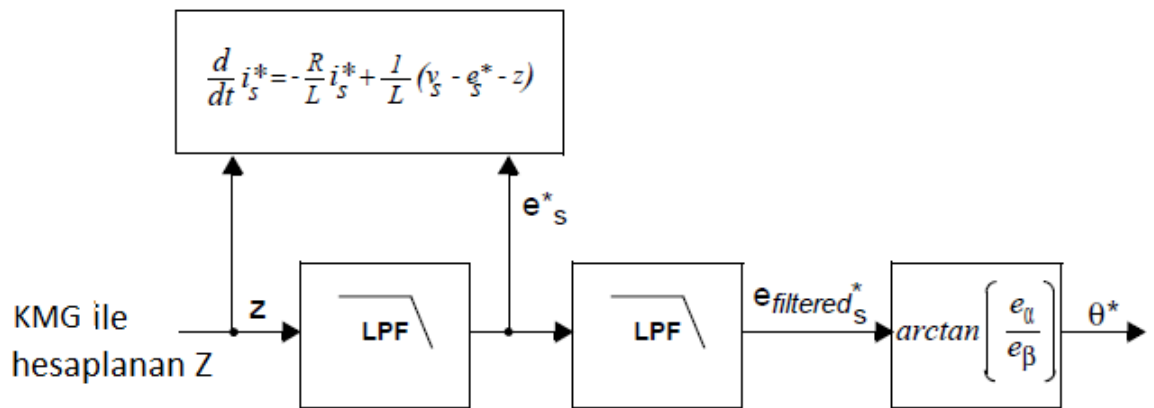 d/dt i*s = -R/L i*s + 1/L (vs - e*s - z)
e*s
KMG ile
hesaplanan Z
z
LPF
LPF
efiltered*s
arctan(eα/eβ)
θ*